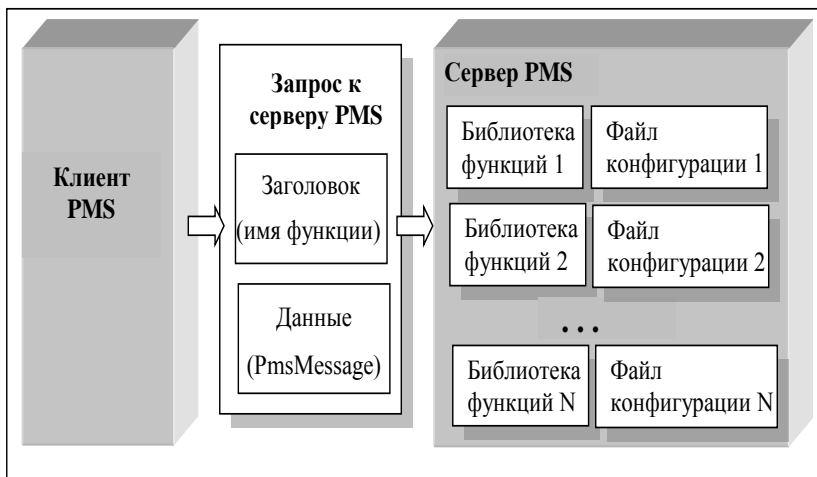 Клиент
PMS
Запрос к
серверу PMS
Заголовок
(имя функции)
Данные
(PmsMessage)
Сервер PMS
Библиотека
функций 1
Файл
конфигурации 1
Библиотека
функций 2
Файл
конфигурации 2
...
Библиотека
функций N
Файл
конфигурации N